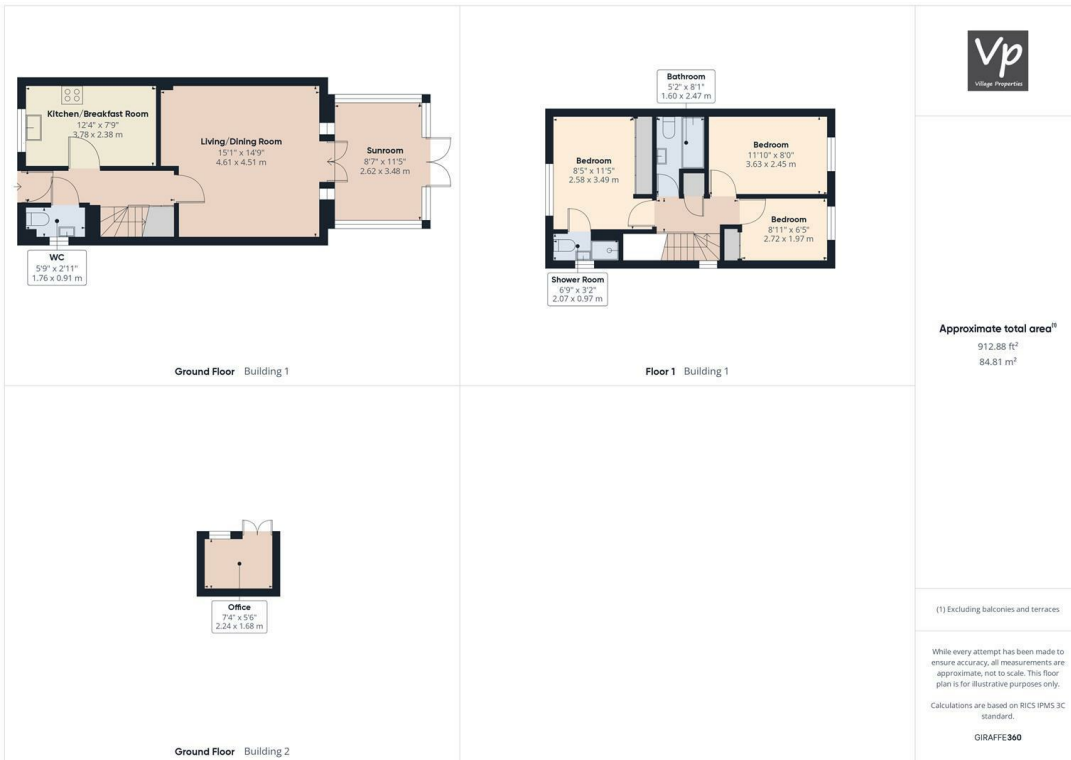 Kitchen/Breakfast Room
12'4" x 7'9"
3.78 x 2.38 m
Living/Dining Room
15'1" x 14'9"
4.61 x 4.51 m
Sunroom
8'7" x 11'5"
2.62 x 3.48 m
WC
5'9" x 2'11"
1.76 x 0.91 m
Ground Floor Building 1
Bathroom
5'2" x 8'1"
1.60 x 2.47 m
Bedroom
8'5" x 11'5"
2.58 x 3.49 m
Bedroom
11'10" x 8'0"
3.63 x 2.45 m
Bedroom
8'11" x 6'5"
2.72 x 1.97 m
Shower Room
6'9" x 3'2"
2.07 x 0.97 m
Floor 1 Building 1
Office
7'4" x 5'6"
2.24 x 1.68 m
Ground Floor Building 2
Vp
Village Properties
Approximate total area(1)
912.88 ft²
84.81 m²
(1) Excluding balconies and terraces
While every attempt has been made to
ensure accuracy, all measurements are
approximate, not to scale. This floor
plan is for illustrative purposes only.
Calculations are based on RICS IPMS 3C
standard.
GIRAFFE360